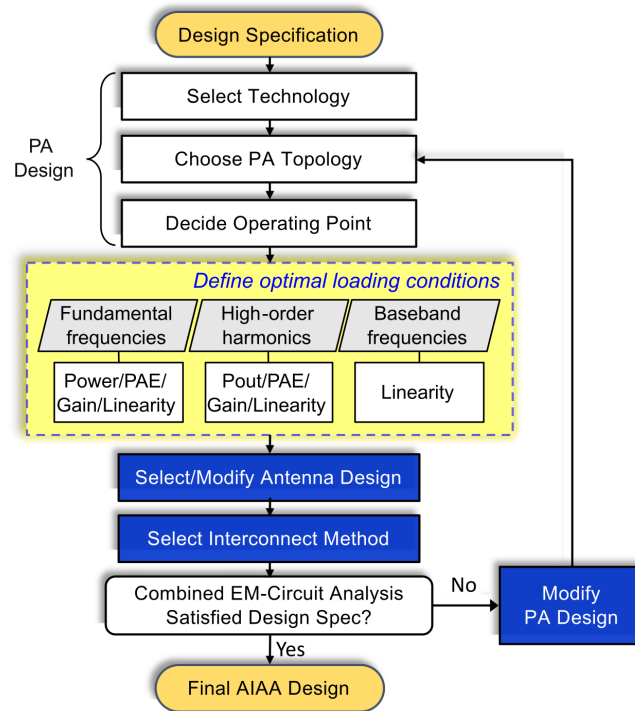 Design Specification
Select Technology
PA
Design
Choose PA Topology
Decide Operating Point
Define optimal loading conditions
Fundamental
frequencies
High-order
harmonics
Baseband
frequencies
Power/PAE/
Gain/Linearity
Pout/PAE/
Gain/Linearity
Linearity
Select/Modify Antenna Design
Select Interconnect Method
Combined EM-Circuit Analysis
Satisfied Design Spec?
No
Modify
PA Design
Yes
Final AIAA Design